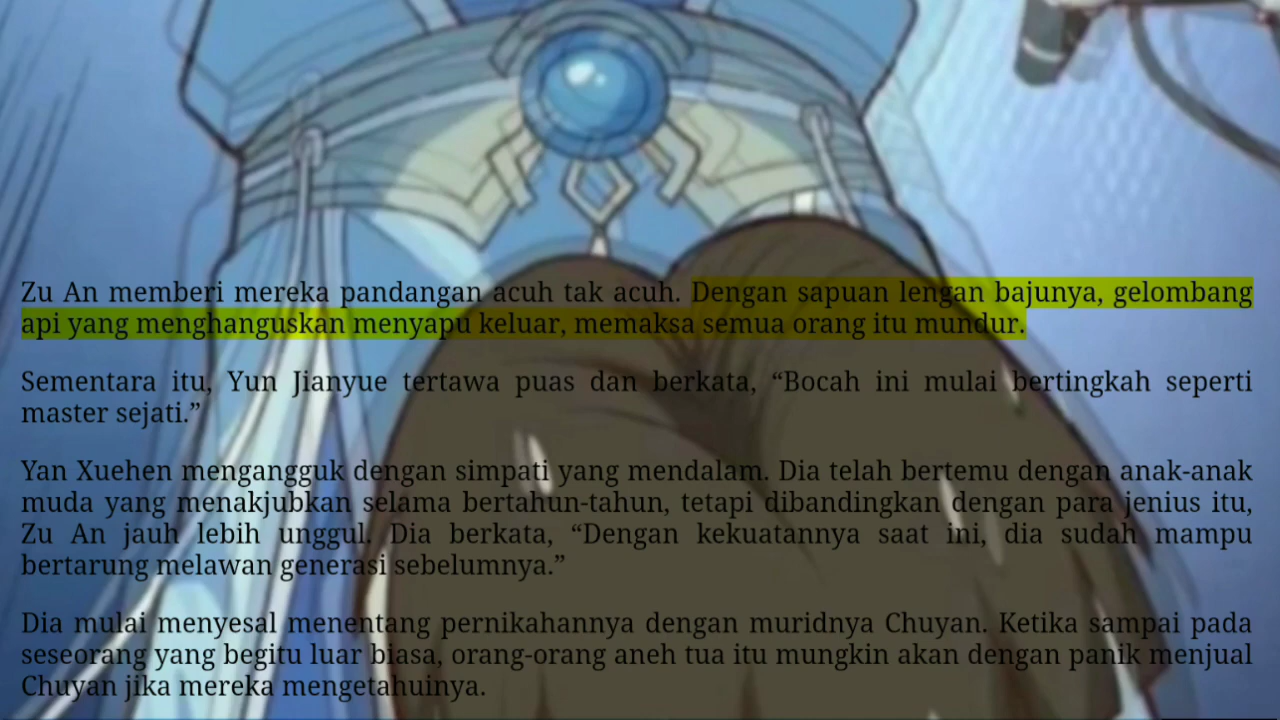 Zu An memberi mereka pandangan acuh tak acuh. Dengan sapuan lengan bajunya, gelombang
api yang menghanguskan menyapu keluar, memaksa semua orang itu mundur.
Sementara itu, Yun Jianyue tertawa puas dan berkata, “Bocah ini mulai bertingkah seperti
master sejati.”
Yan Xuehen mengangguk dengan simpati yang mendalam. Dia telah bertemu dengan anak-anak
muda yang menakjubkan selama bertahun-tahun, tetapi dibandingkan dengan para jenius itu,
Zu An jauh lebih unggul. Dia berkata, “Dengan kekuatannya saat ini, dia sudah mampu
bertarung melawan generasi sebelumnya.”
Dia mulai menyesal menentang pernikahannya dengan muridnya Chuyan. Ketika sampai pada
seseorang yang begitu luar biasa, orang-orang aneh tua itu mungkin akan dengan panik menjual
Chuyan jika mereka mengetahuinya.